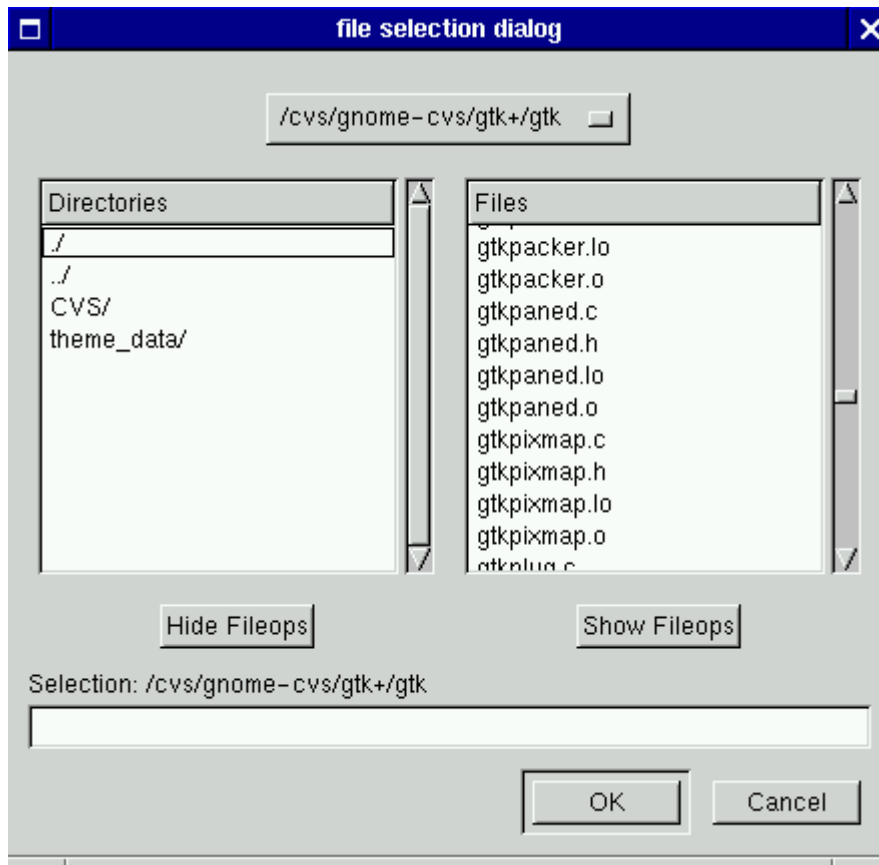 file selection dialog
/cvs/gnome-cvs/gtk+/gtk
Directories
./
../
CVS/
theme_data/
Files
gtkpacker.lo
gtkpacker.o
gtkpaned.c
gtkpaned.h
gtkpaned.lo
gtkpaned.o
gtkpixmap.c
gtkpixmap.h
gtkpixmap.lo
gtkpixmap.o
gtkplug.c
Hide Fileops
Show Fileops
Selection: /cvs/gnome-cvs/gtk+/gtk
OK
Cancel